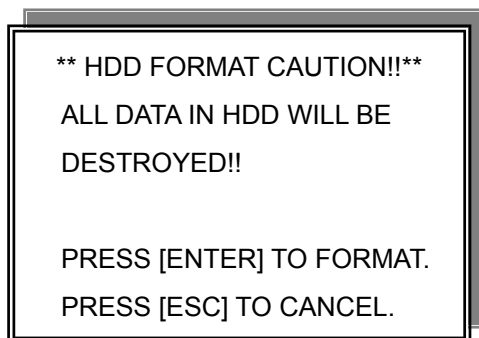 ** HDD FORMAT CAUTION!!**
ALL DATA IN HDD WILL BE
DESTROYED!!
PRESS [ENTER] TO FORMAT.
PRESS [ESC] TO CANCEL.